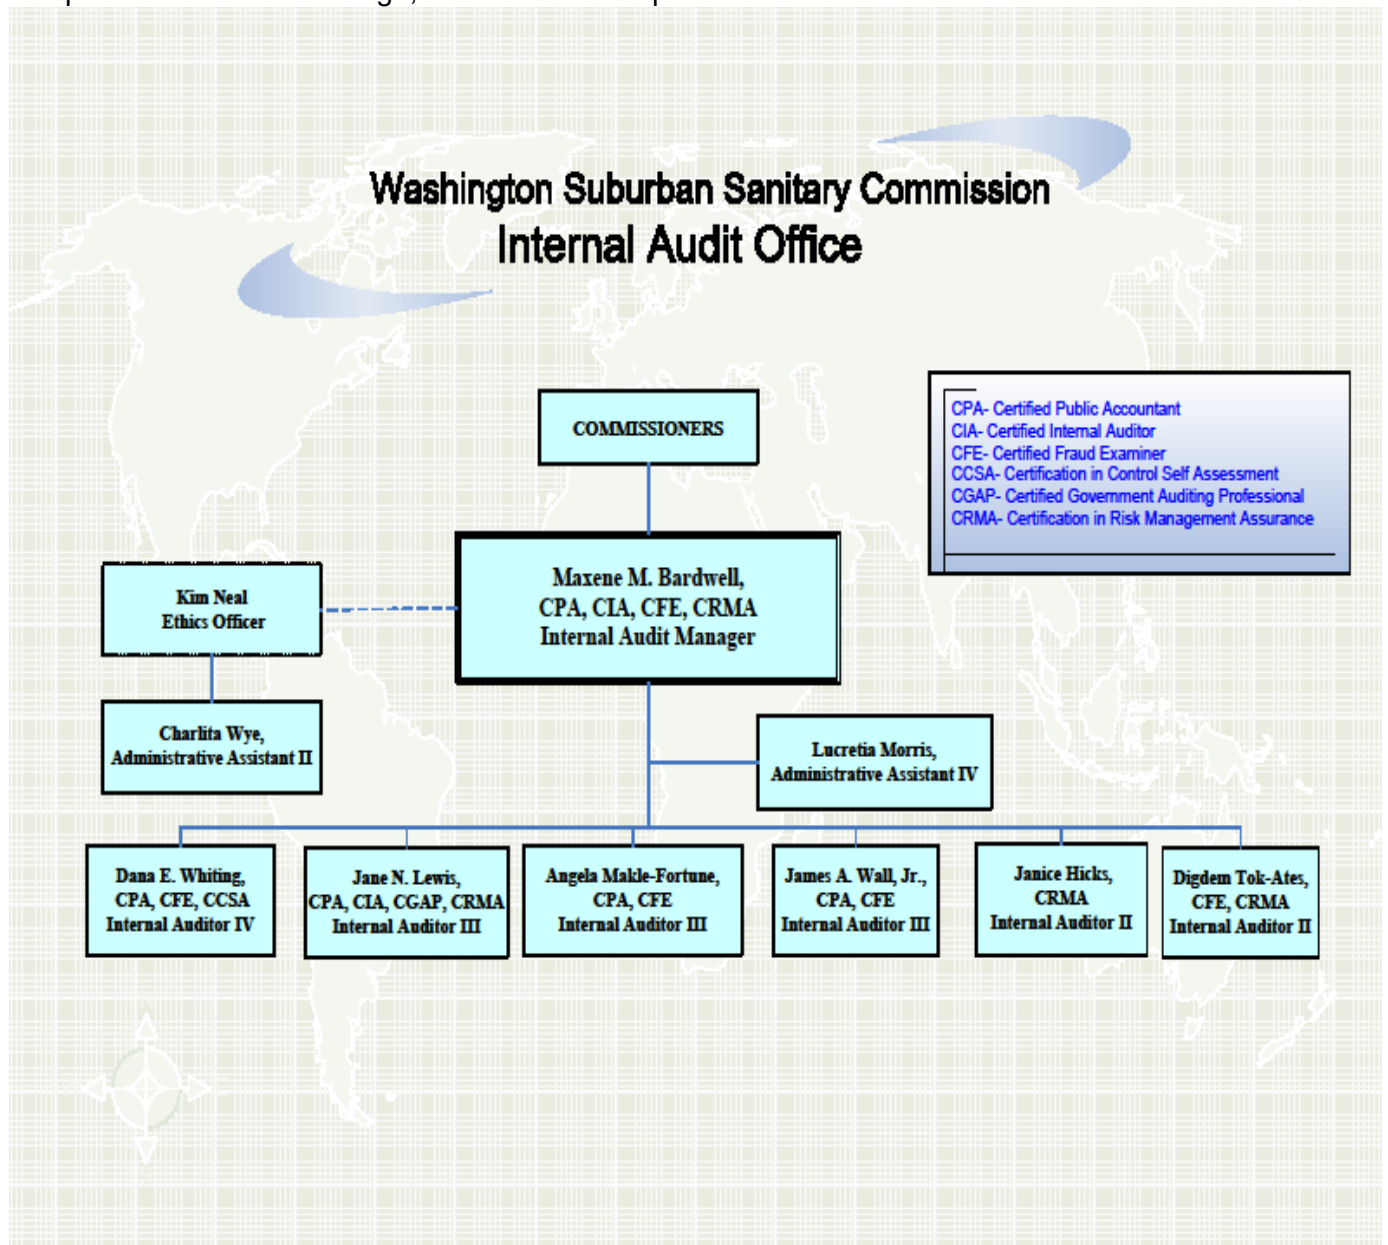 Washington Suburban Sanitary Commission
Internal Audit Office
COMMISSIONERS
CPA- Certified Public Accountant
CIA- Certified Internal Auditor
CFE- Certified Fraud Examiner
CCSA- Certification in Control Self Assessment
CGAP- Certified Government Auditing Professional
CRMA- Certification in Risk Management Assurance
Maxene M. Bardwell,
CPA, CIA, CFE, CRMA
Internal Audit Manager
Kim Neal
Ethics Officer
Charlita Wye,
Administrative Assistant II
Lucretia Morris,
Administrative Assistant IV
Dana E. Whiting,
CPA, CFE, CCSA
Internal Auditor IV
Jane N. Lewis,
CPA, CIA, CGAP, CRMA
Internal Auditor III
Angela Makle-Fortune,
CPA, CFE
Internal Auditor III
James A. Wall, Jr.,
CPA, CFE
Internal Auditor III
Janice Hicks,
CRMA
Internal Auditor II
Digdem Tok-Ates,
CFE, CRMA
Internal Auditor II